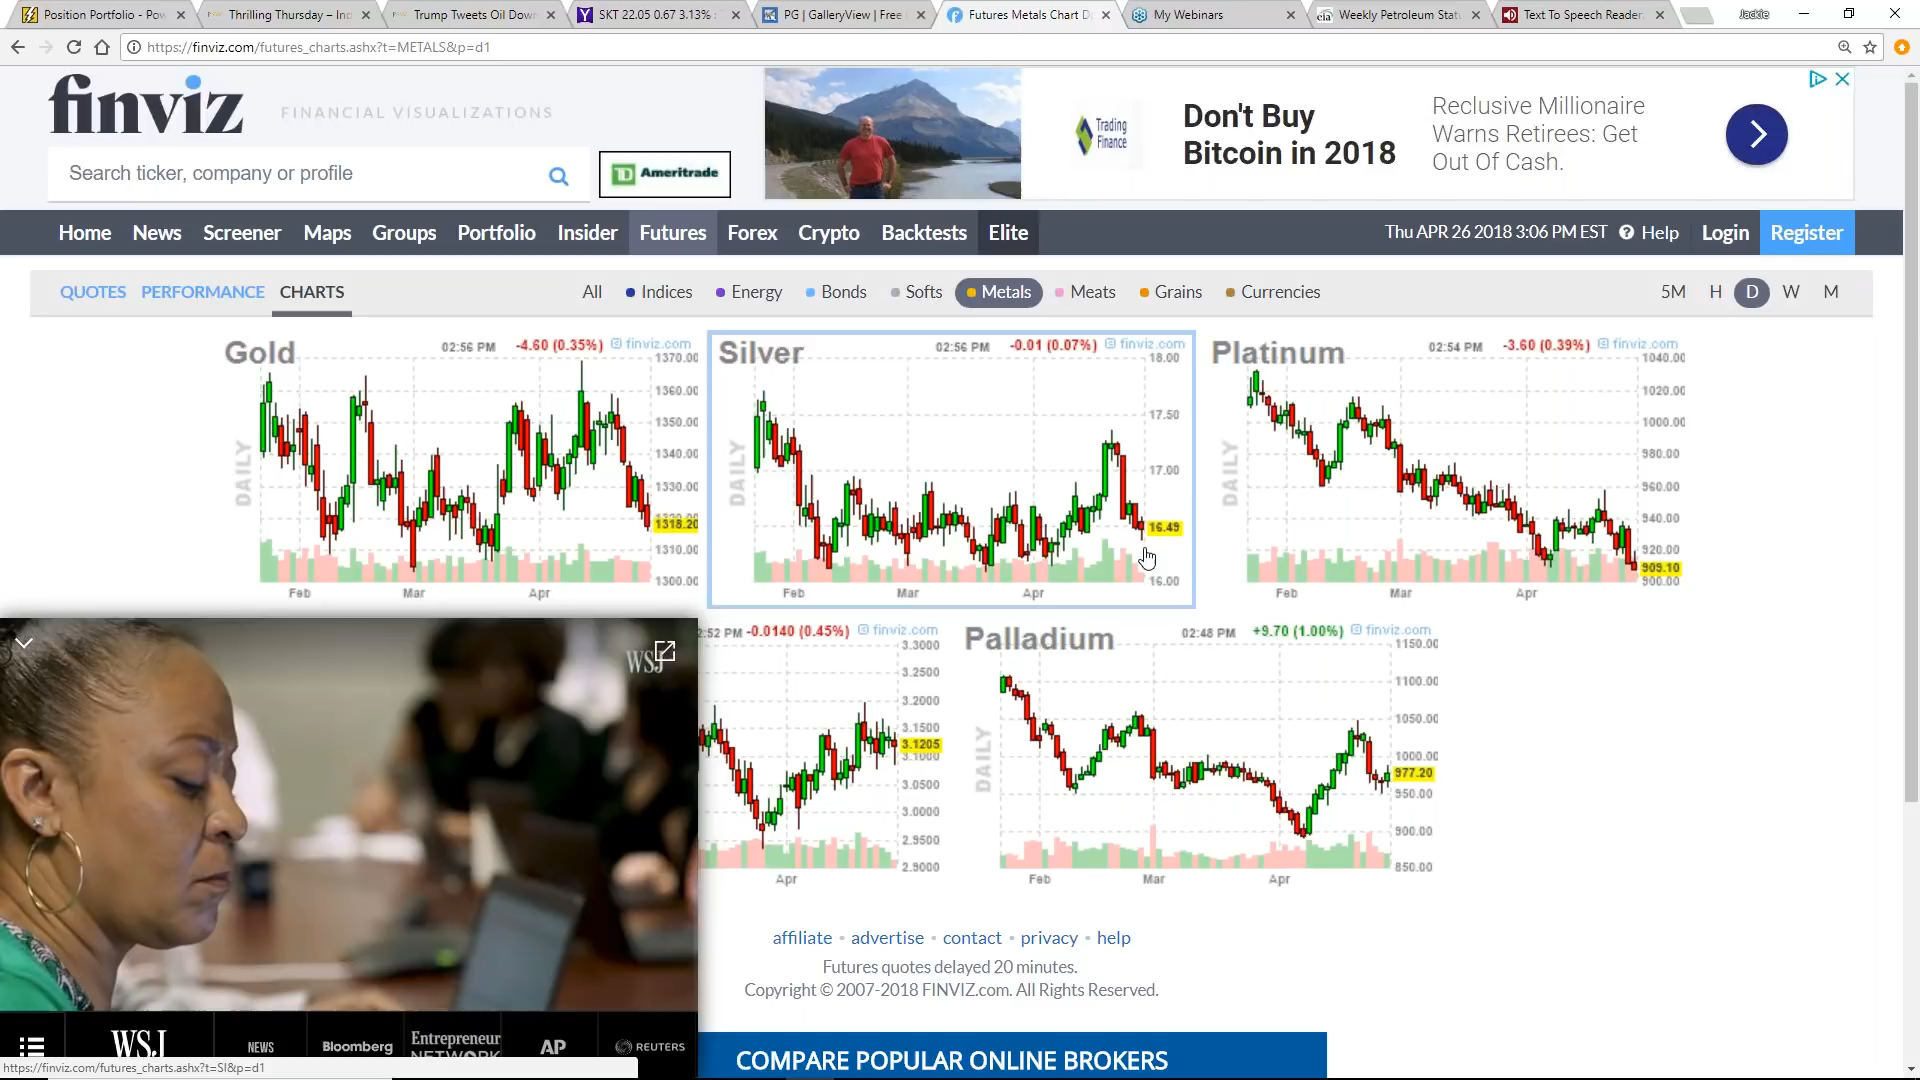 Position Portfolio - Pow
Thrilling Thursday – In
Trump Tweets Oil Down
SKT 22.05 0.67 3.13% :
PG | GalleryView | Free
Futures Metals Chart D
My Webinars
Weekly Petroleum Stat
Text To Speech Reader
Jackie
https://finviz.com/futures_charts.ashx?t=METALS&p=d1
finviz
FINANCIAL VISUALIZATIONS
Search ticker, company or profile
TD Ameritrade
Trading
Finance
Don't Buy
Bitcoin in 2018
Reclusive Millionaire
Warns Retirees: Get
Out Of Cash.
Home News Screener Maps Groups Portfolio Insider Futures Forex Crypto Backtests Elite
Thu APR 26 2018 3:06 PM EST
Help
Login
Register
QUOTES PERFORMANCE CHARTS
All Indices Energy Bonds Softs Metals Meats Grains Currencies
5M H D W M
Gold
02:56 PM -4.60 (0.35%) finviz.com
1370.00
1360.00
1350.00
1340.00
1330.00
1318.20
1310.00
1300.00
DAILY
Feb Mar Apr
Silver
02:56 PM -0.01 (0.07%) finviz.com
18.00
17.50
17.00
16.49
16.00
DAILY
Feb Mar Apr
Platinum
02:54 PM -3.60 (0.39%) finviz.com
1040.00
1020.00
1000.00
980.00
960.00
940.00
920.00
909.10
900.00
DAILY
Feb Mar Apr
2:52 PM -0.0140 (0.45%) finviz.com
3.3000
3.2500
3.2000
3.1500
3.1205
3.1000
3.0500
3.0000
2.9500
2.9000
Apr
Palladium
02:48 PM +9.70 (1.00%) finviz.com
1150.00
1100.00
1050.00
1000.00
977.20
950.00
900.00
850.00
DAILY
Feb Mar Apr
WSJ
affiliate • advertise • contact • privacy • help
Futures quotes delayed 20 minutes.
Copyright © 2007-2018 FINVIZ.com. All Rights Reserved.
WSJ
NEWS
Bloomberg
Entrepreneur
NETWORK
AP
REUTERS
https://finviz.com/futures_charts.ashx?t=SI&p=d1
COMPARE POPULAR ONLINE BROKERS